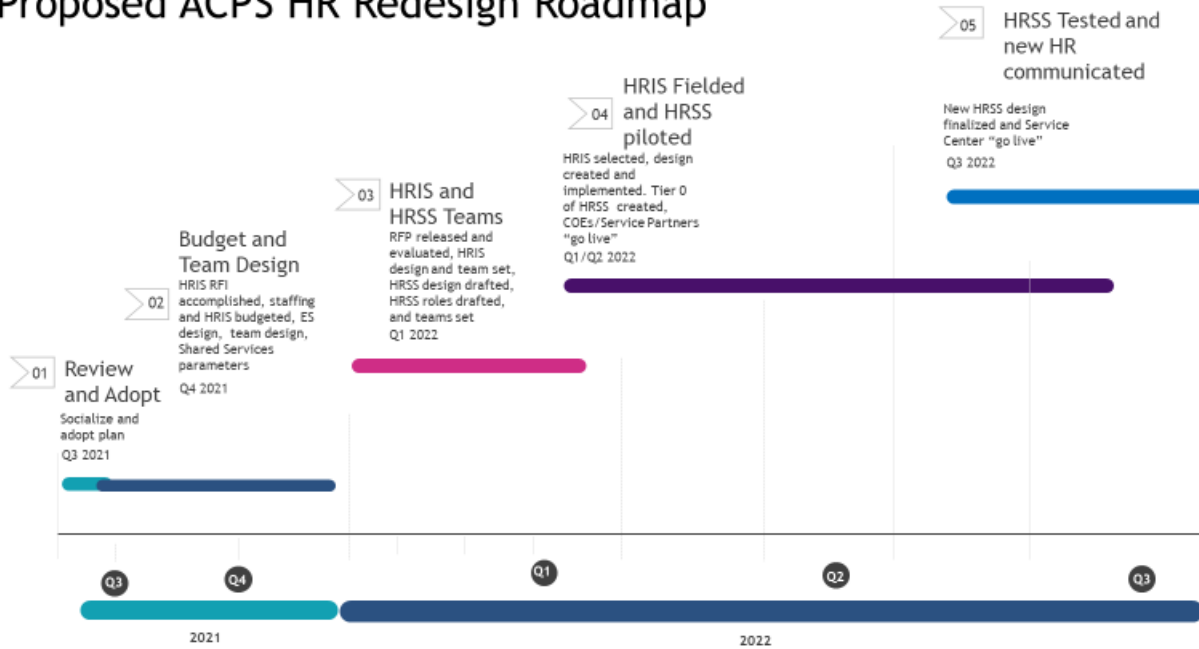 Proposed ACPS HR Redesign Roadmap
05
HRSS Tested and
new HR
communicated
New HRSS design
finalized and Service
Center “go live”
Q3 2022
04
HRIS Fielded
and HRSS
piloted
HRIS selected, design
created and
implemented. Tier 0
of HRSS created,
COEs/Service Partners
“go live”
Q1/Q2 2022
03
HRIS and
HRSS Teams
RFP released and
evaluated, HRIS
design and team set,
HRSS design drafted,
HRSS roles drafted,
and teams set
Q1 2022
02
Budget and
Team Design
HRIS RFI
accomplished, staffing
and HRIS budgeted, ES
design, team design,
Shared Services
parameters
Q4 2021
01
Review
and Adopt
Socialize and
adopt plan
Q3 2021
Q3
Q4
Q1
Q2
Q3
2021
2022